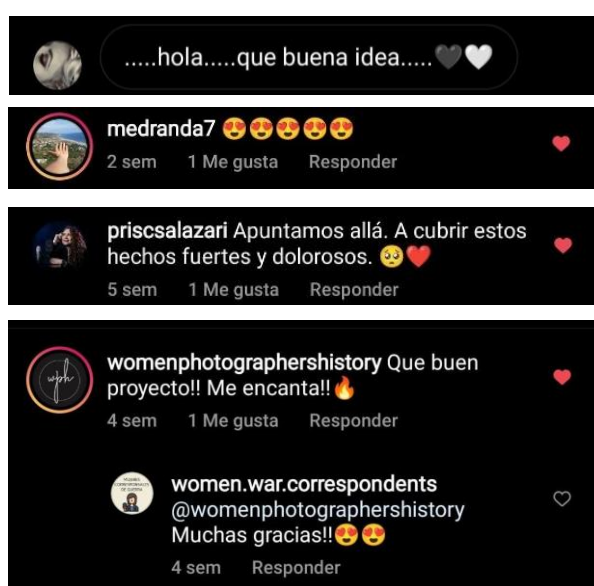 .....hola.....que buena idea.....🖤🤍
medranda7 😍😍😍😍😍
2 sem 1 Me gusta Responder
priscsalazari Apuntamos allá. A cubrir estos
hechos fuertes y dolorosos. 🥺❤️
5 sem 1 Me gusta Responder
wph
womenphotographershistory Que buen
proyecto!! Me encanta!!🔥
4 sem 1 Me gusta Responder
women.war.correspondents
@womenphotographershistory
Muchas gracias!!😍😍
4 sem Responder